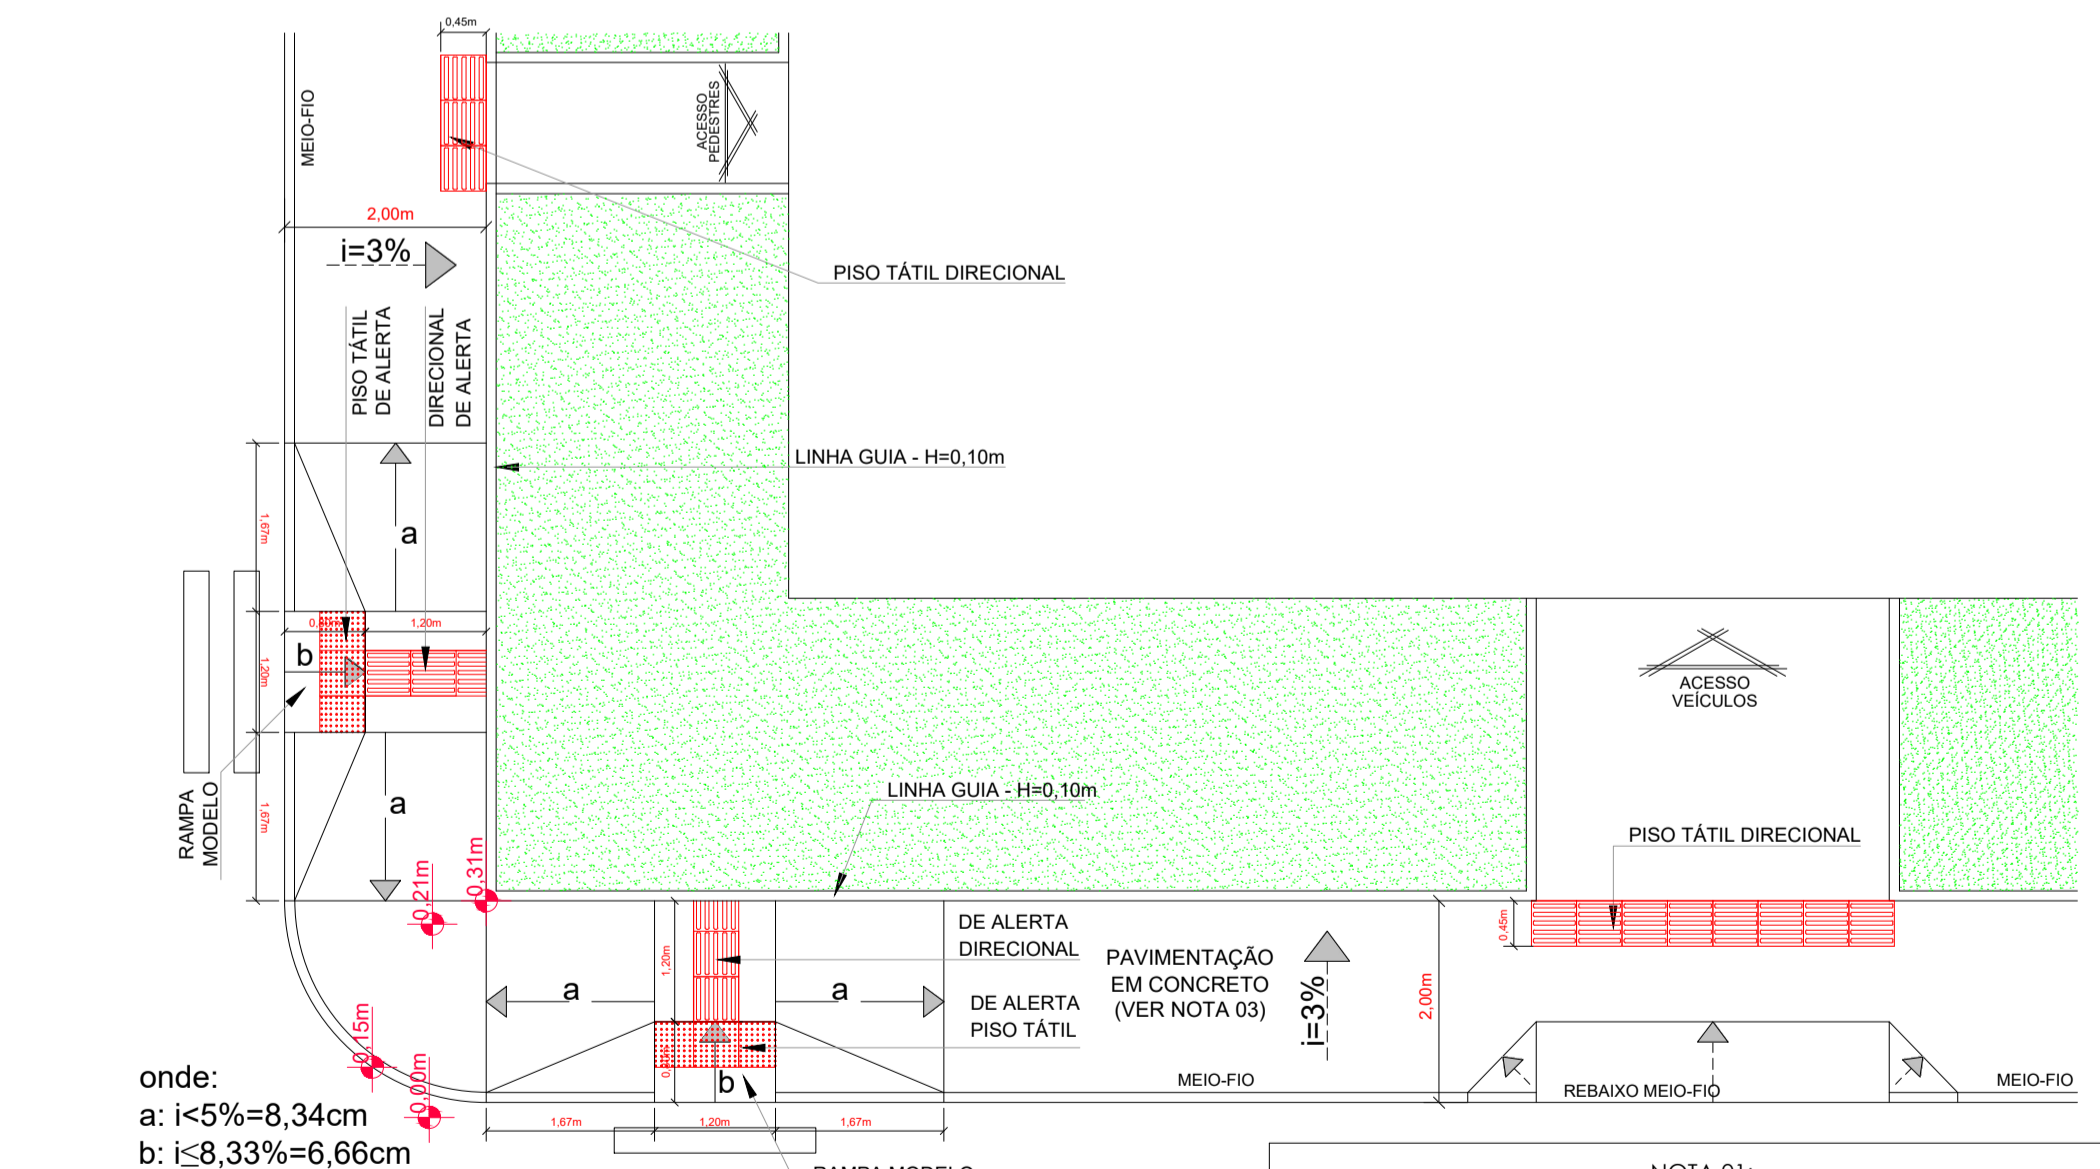 0,45m
MEIO-FIO
ACESSO
PEDESTRES
2,00m
i=3%
PISO TÁTIL DIRECIONAL
PISO TÁTIL
DE ALERTA
DIRECIONAL
DE ALERTA
LINHA GUIA - H=0,10m
a
1,67m
1,20m
b
1,20m
ACESSO
VEÍCULOS
RAMPA
MODELO
1,67m
a
LINHA GUIA - H=0,10m
PISO TÁTIL DIRECIONAL
0,31m
0,21m
0,45m
DE ALERTA
DIRECIONAL
1,20m
PAVIMENTAÇÃO
EM CONCRETO
(VER NOTA 03)
i=3%
2,00m
a
a
DE ALERTA
PISO TÁTIL
0,15m
0,00m
b
MEIO-FIO
REBAIXO MEIO-FIO
MEIO-FIO
onde:
a: i<5%=8,34cm
b: i≤8,33%=6,66cm
1,67m
1,20m
1,67m
RAMPA MODELO
NOTA 01: